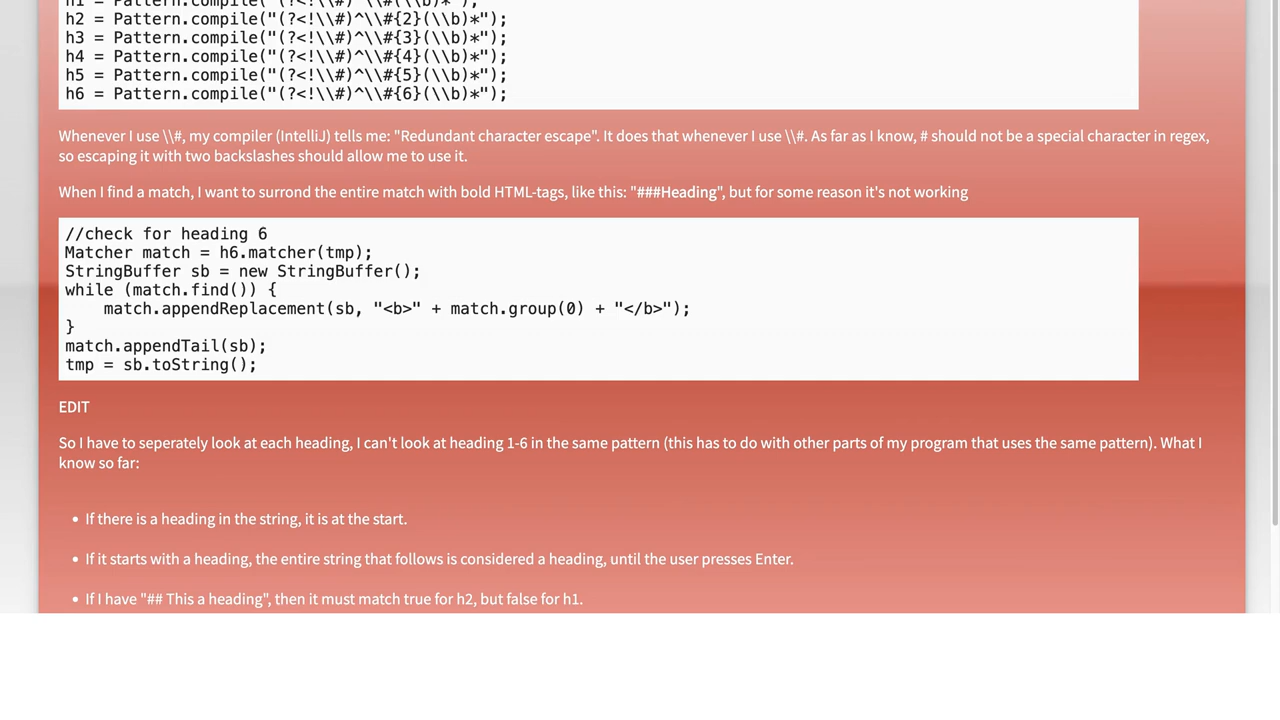 h1 = Pattern.compile("(?<!\\#)^\\#(\\b)*");
h2 = Pattern.compile("(?<!\\#)^\\#{2}(\\b)*");
h3 = Pattern.compile("(?<!\\#)^\\#{3}(\\b)*");
h4 = Pattern.compile("(?<!\\#)^\\#{4}(\\b)*");
h5 = Pattern.compile("(?<!\\#)^\\#{5}(\\b)*");
h6 = Pattern.compile("(?<!\\#)^\\#{6}(\\b)*");
Whenever I use \\#, my compiler (IntelliJ) tells me: "Redundant character escape". It does that whenever I use \\#. As far as I know, # should not be a special character in regex,
so escaping it with two backslashes should allow me to use it.
When I find a match, I want to surrond the entire match with bold HTML-tags, like this: "###Heading", but for some reason it's not working
//check for heading 6
Matcher match = h6.matcher(tmp);
StringBuffer sb = new StringBuffer();
while (match.find()) {
    match.appendReplacement(sb, "<b>" + match.group(0) + "</b>");
}
match.appendTail(sb);
tmp = sb.toString();
EDIT
So I have to seperately look at each heading, I can't look at heading 1-6 in the same pattern (this has to do with other parts of my program that uses the same pattern). What I
know so far:
• If there is a heading in the string, it is at the start.
• If it starts with a heading, the entire string that follows is considered a heading, until the user presses Enter.
• If I have "## This a heading", then it must match true for h2, but false for h1.